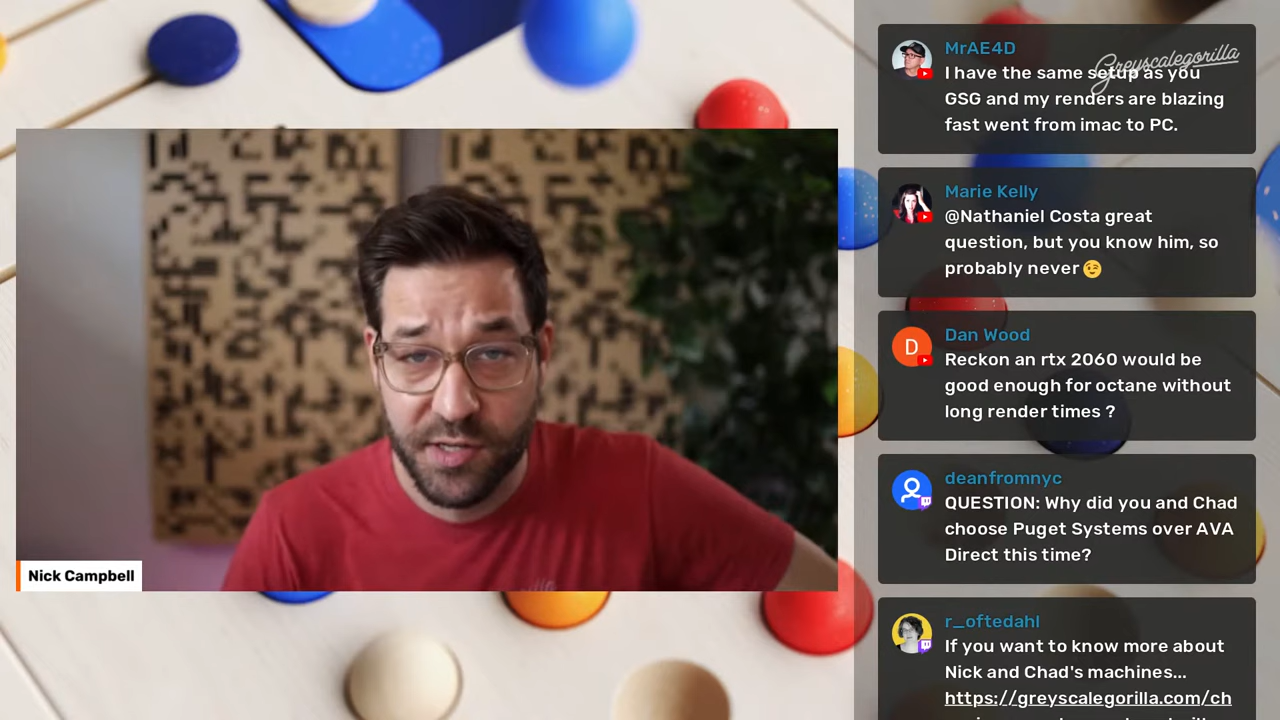 MrAE4D
Greyscalegorilla
I have the same setup as you
GSG and my renders are blazing
fast went from imac to PC.
Marie Kelly
@Nathaniel Costa great
question, but you know him, so
probably never 😉
D
Dan Wood
Reckon an rtx 2060 would be
good enough for octane without
long render times ?
deanfromnyc
QUESTION: Why did you and Chad
choose Puget Systems over AVA
Direct this time?
r_oftedahl
If you want to know more about
Nick and Chad's machines...
https://greyscalegorilla.com/ch
Nick Campbell